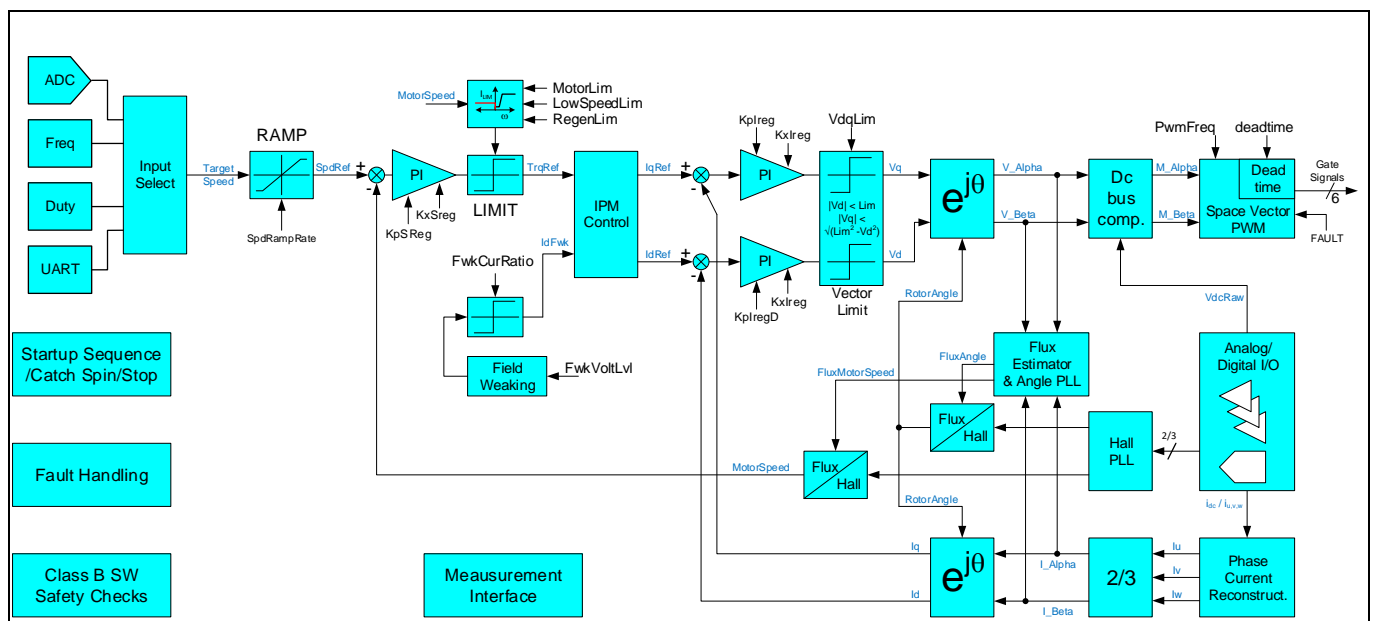 ADC
Freq
Duty
UART
Input
Select
Target
Speed
RAMP
SpdRampRate
SpdRef
+
-
PI
KxSreg
KpSReg
MotorSpeed
I_LIM
ω
MotorLim
LowSpeedLim
RegenLim
LIMIT
TrqRef
IdFwk
FwkCurRatio
Field
Weaking
FwkVoltLvl
IPM
Control
IqRef
IdRef
+
-
+
-
KpIreg
KxIreg
PI
PI
KxIreg
KpIregD
VdqLim
|Vd| < Lim
|Vq| <
√(Lim² -Vd²)
Vector
Limit
Vq
Vd
e^jθ
RotorAngle
V_Alpha
V_Beta
Dc
bus
comp.
M_Alpha
M_Beta
PwmFreq
deadtime
Dead
time
Space Vector
PWM
Gate
Signals
6
FAULT
VdcRaw
Startup Sequence
/Catch Spin/Stop
Fault Handling
Class B SW
Safety Checks
Meausurement
Interface
Flux
Estimator
& Angle PLL
FluxAngle
FluxMotorSpeed
Flux
Hall
Flux
Hall
MotorSpeed
Hall
PLL
2/3
Analog/
Digital I/O
i_dc / i_u,v,w
RotorAngle
Iq
Id
e^jθ
I_Alpha
I_Beta
2/3
Iu
Iv
Iw
Phase
Current
Reconstruct.